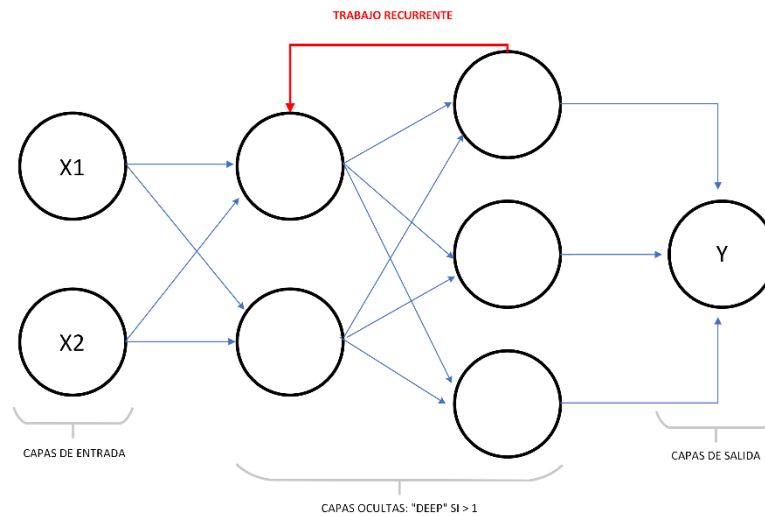 TRABAJO RECURRENTE
X1
X2
Y
CAPAS DE ENTRADA
CAPAS DE SALIDA
CAPAS OCULTAS: "DEEP" SI > 1